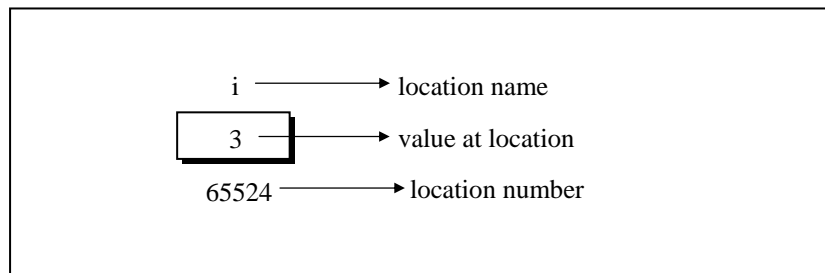 i location name
3 value at location
65524 location number